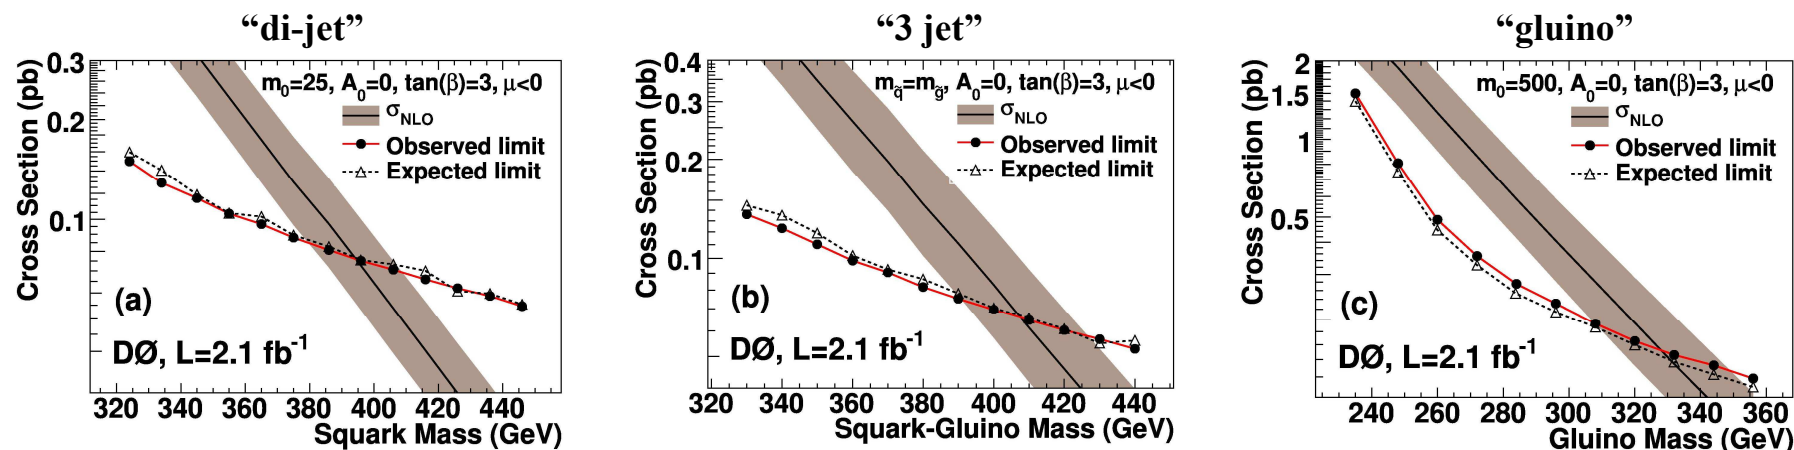 “di-jet”
Cross Section (pb)
0.3
0.2
0.1
m₀=25, A₀=0, tan(β)=3, μ<0
σNLO
Observed limit
Expected limit
(a)
DØ, L=2.1 fb⁻¹
320 340 360 380 400 420 440
Squark Mass (GeV)
“3 jet”
Cross Section (pb)
0.4
0.3
0.2
0.1
m_q̃=m_g̃, A₀=0, tan(β)=3, μ<0
σNLO
Observed limit
Expected limit
(b)
DØ, L=2.1 fb⁻¹
320 340 360 380 400 420 440
Squark-Gluino Mass (GeV)
“gluino”
Cross Section (pb)
2
1.5
1
0.5
m₀=500, A₀=0, tan(β)=3, μ<0
σNLO
Observed limit
Expected limit
(c)
DØ, L=2.1 fb⁻¹
240 260 280 300 320 340 360
Gluino Mass (GeV)